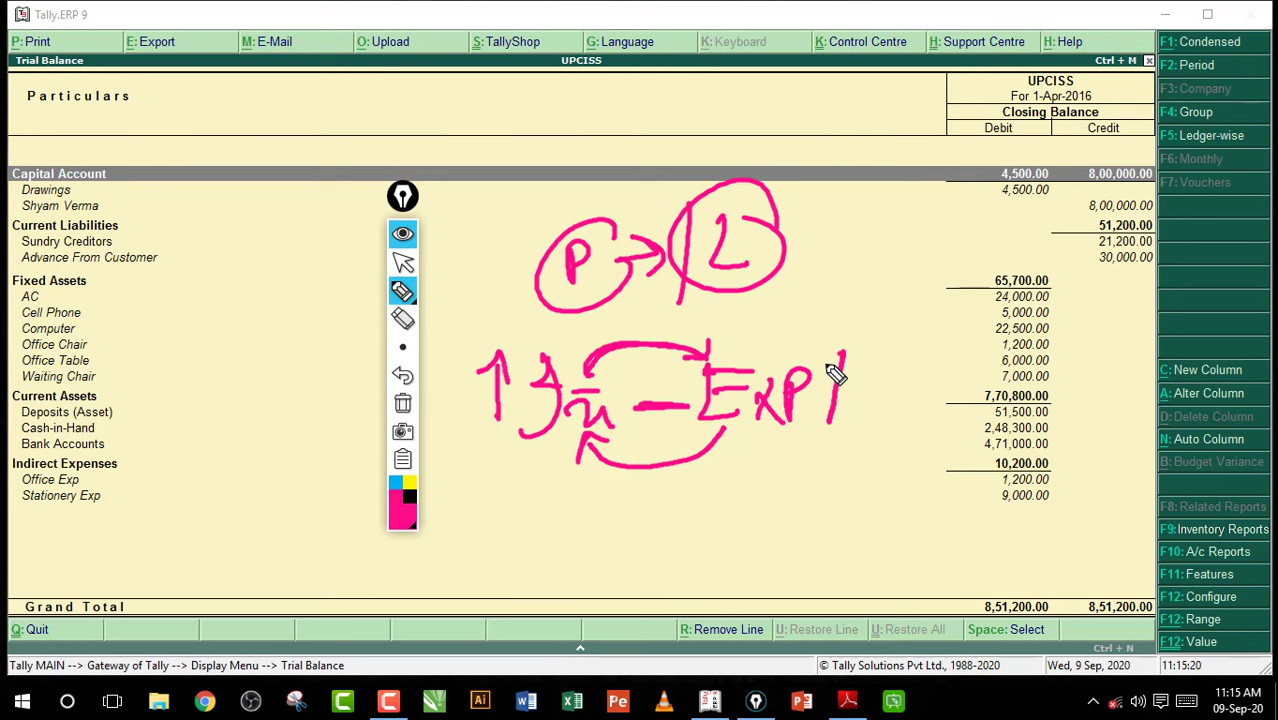 Tally.ERP 9
P: Print E: Export M: E-Mail O: Upload S: TallyShop G: Language K: Keyboard K: Control Centre H: Support Centre H: Help
Trial Balance UPCISS Ctrl + M
Particulars
UPCISS
For 1-Apr-2016
Closing Balance
Debit Credit
Capital Account 4,500.00 8,00,000.00
Drawings 4,500.00
Shyam Verma 8,00,000.00
Current Liabilities 51,200.00
Sundry Creditors 21,200.00
Advance From Customer 30,000.00
Fixed Assets 65,700.00
AC 24,000.00
Cell Phone 5,000.00
Computer 22,500.00
Office Chair 1,200.00
Office Table 6,000.00
Waiting Chair 7,000.00
Current Assets 7,70,800.00
Deposits (Asset) 51,500.00
Cash-in-Hand 2,48,300.00
Bank Accounts 4,71,000.00
Indirect Expenses 10,200.00
Office Exp 1,200.00
Stationery Exp 9,000.00
P L
Exp
Grand Total 8,51,200.00 8,51,200.00
Q: Quit R: Remove Line U: Restore Line U: Restore All Space: Select
Ctrl + N
Tally MAIN --> Gateway of Tally --> Display Menu --> Trial Balance © Tally Solutions Pvt Ltd., 1988-2020 Wed, 9 Sep, 2020 11:15:20
F1: Condensed
F2: Period
F3: Company
F4: Group
F5: Ledger-wise
F6: Monthly
F7: Vouchers
C: New Column
A: Alter Column
D: Delete Column
N: Auto Column
B: Budget Variance
F8: Related Reports
F9: Inventory Reports
F10: A/c Reports
F11: Features
F12: Configure
F12: Range
F12: Value
Ai Pe
11:15 AM
09-Sep-20